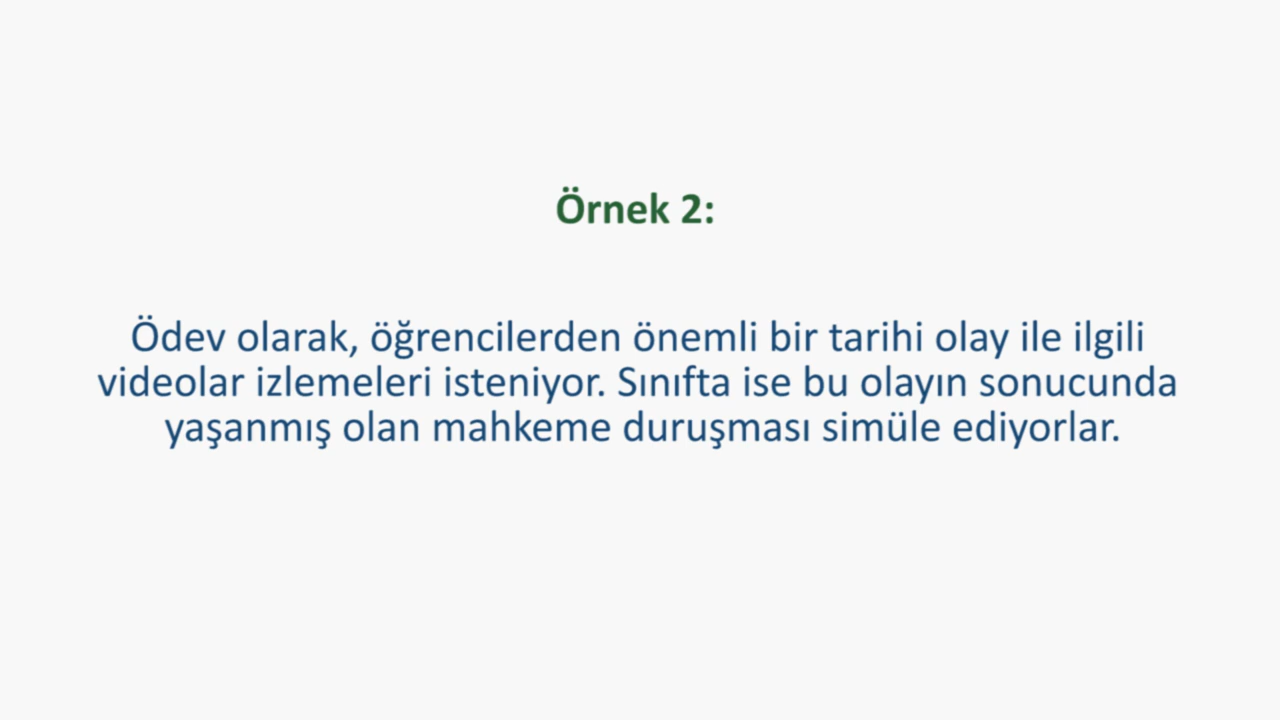 Örnek 2:
Ödev olarak, öğrencilerden önemli bir tarihi olay ile ilgili
videolar izlemeleri isteniyor. Sınıfta ise bu olayın sonucunda
yaşanmış olan mahkeme duruşması simüle ediyorlar.